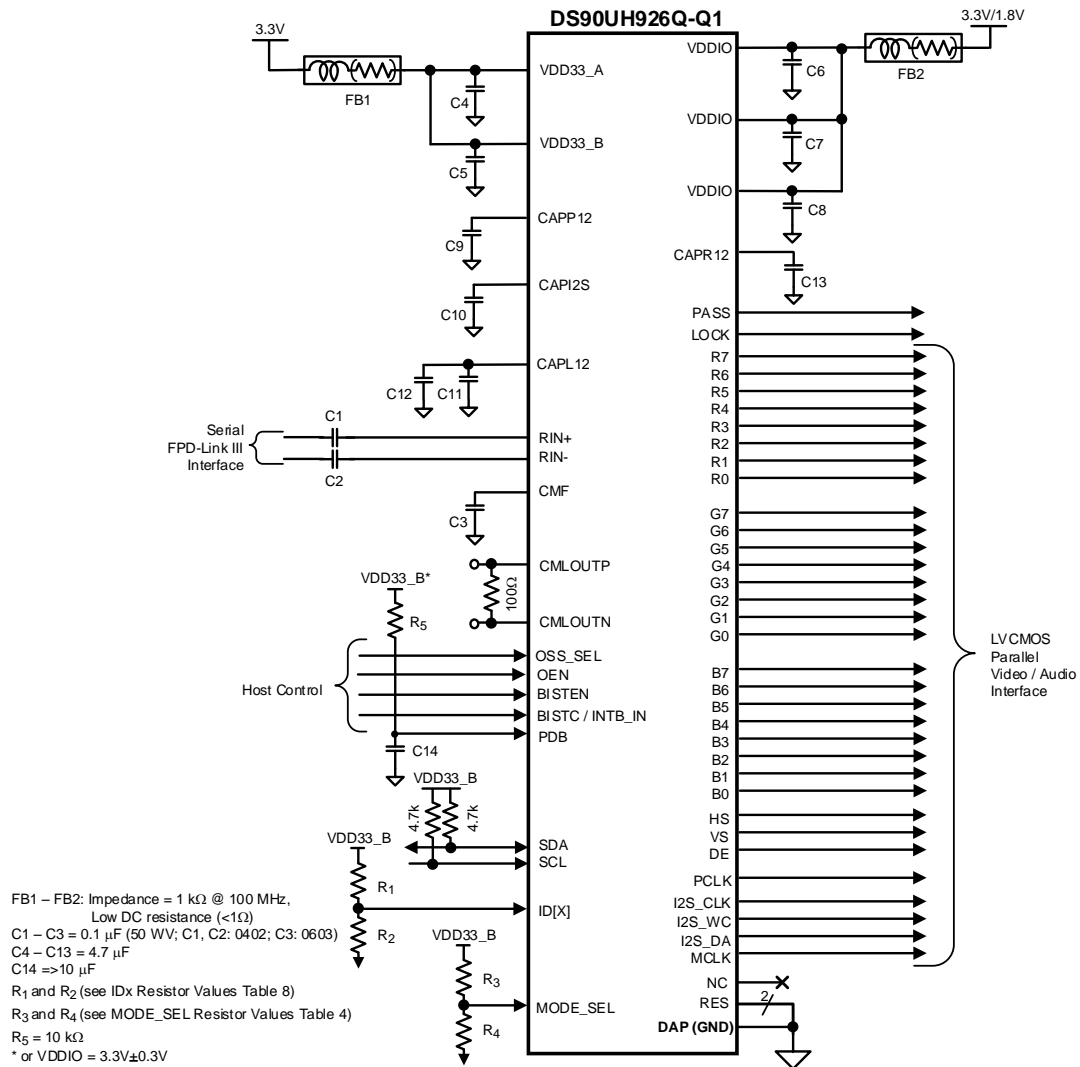 DS90UH926Q-Q1
3.3V
FB1
C4
C5
VDD33_A
VDD33_B
C9
CAPP12
C10
CAPI2S
C12
C11
CAPL12
Serial
FPD-Link III
Interface
C1
C2
RIN+
RIN-
C3
CMF
CMLOUTP
100Ω
CMLOUTN
VDD33_B*
R5
Host Control
OSS_SEL
OEN
BISTEN
BISTC / INTB_IN
PDB
C14
VDD33_B
4.7k
4.7k
SDA
SCL
VDD33_B
R1
R2
ID[X]
VDD33_B
R3
R4
MODE_SEL
3.3V/1.8V
FB2
VDDIO
C6
VDDIO
C7
VDDIO
C8
CAPR12
C13
PASS
LOCK
R7
R6
R5
R4
R3
R2
R1
R0
G7
G6
G5
G4
G3
G2
G1
G0
B7
B6
B5
B4
B3
B2
B1
B0
HS
VS
DE
PCLK
I2S_CLK
I2S_WC
I2S_DA
MCLK
LVCMOS
Parallel
Video / Audio
Interface
NC
RES
2
DAP (GND)
FB1 – FB2: Impedance = 1 kΩ @ 100 MHz,
Low DC resistance (<1Ω)
C1 – C3 = 0.1 μF (50 WV; C1, C2: 0402; C3: 0603)
C4 – C13 = 4.7 μF
C14 =>10 μF
R1 and R2 (see IDx Resistor Values Table 8)
R3 and R4 (see MODE_SEL Resistor Values Table 4)
R5 = 10 kΩ
* or VDDIO = 3.3V±0.3V